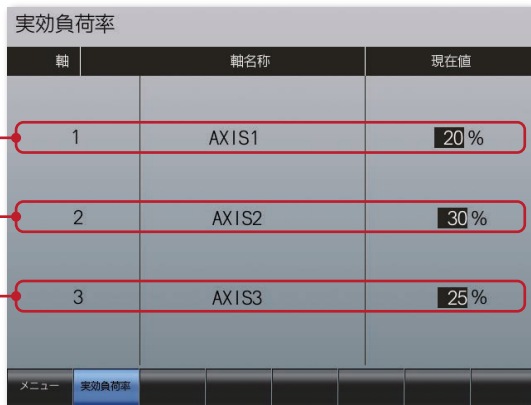 実効負荷率
軸 軸名称 現在値
1 AXIS1 20%
2 AXIS2 30%
3 AXIS3 25%
メニュー 実効負荷率